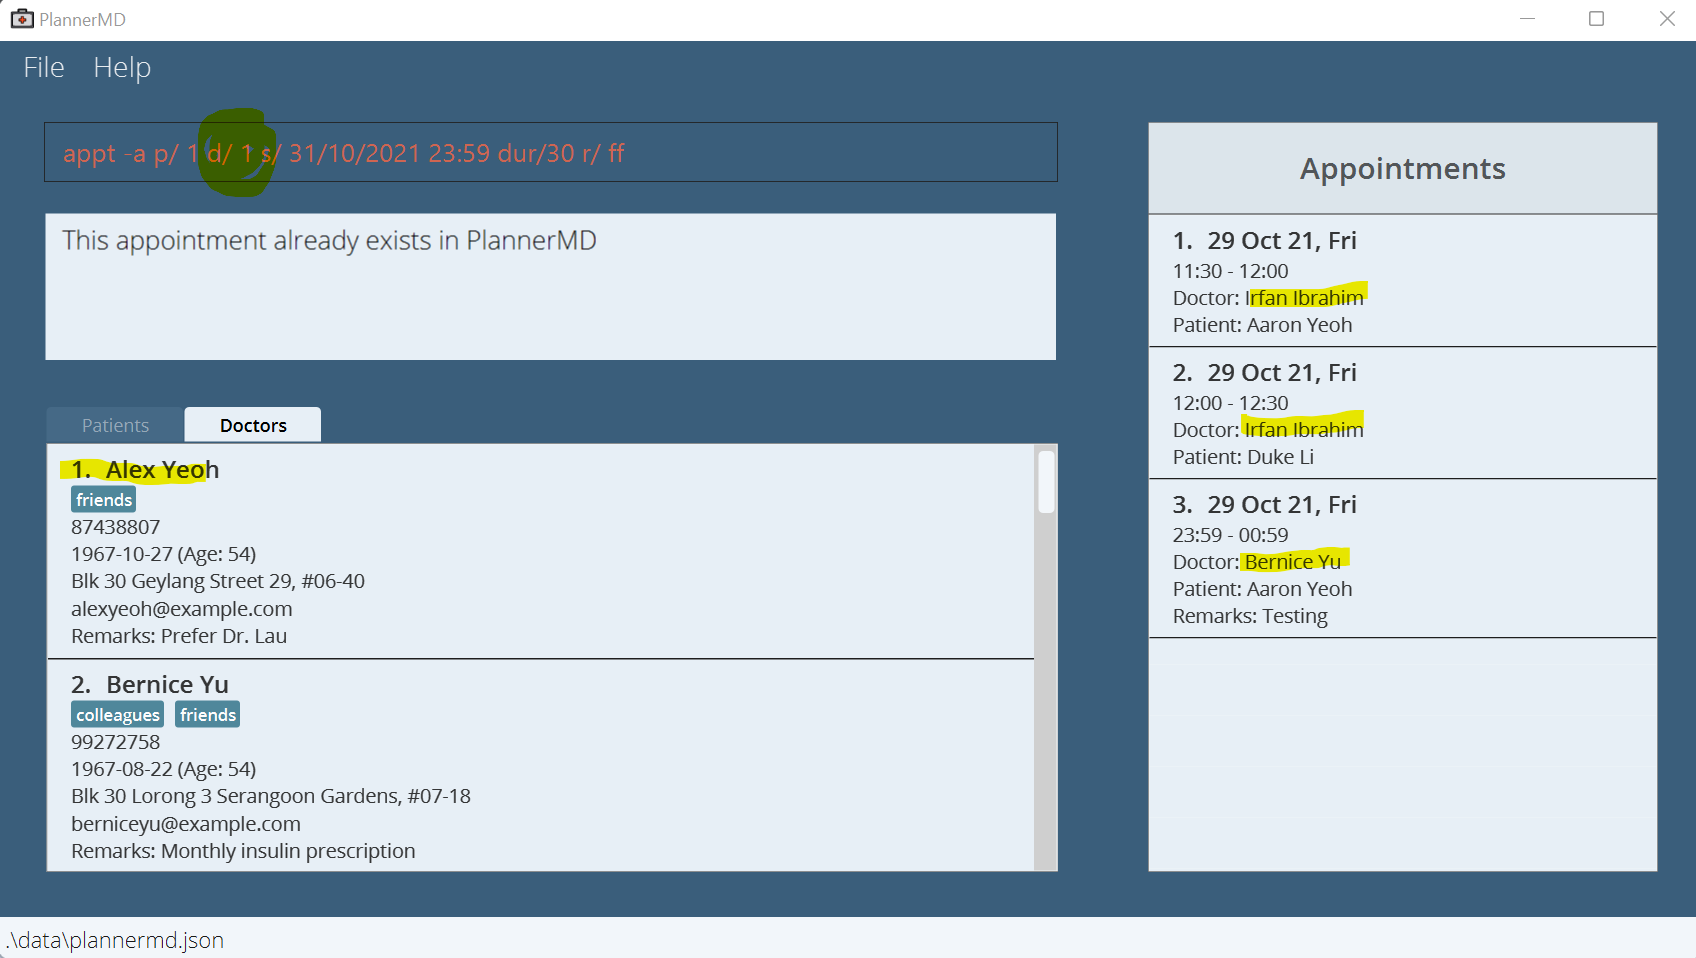 PlannerMD
File Help
appt -a p/ 1 d/ 1 s/ 31/10/2021 23:59 dur/30 r/ ff
This appointment already exists in PlannerMD
Patients Doctors
1. Alex Yeoh
friends
87438807
1967-10-27 (Age: 54)
Blk 30 Geylang Street 29, #06-40
alexyeoh@example.com
Remarks: Prefer Dr. Lau
2. Bernice Yu
colleagues friends
99272758
1967-08-22 (Age: 54)
Blk 30 Lorong 3 Serangoon Gardens, #07-18
berniceyu@example.com
Remarks: Monthly insulin prescription
Appointments
1. 29 Oct 21, Fri
11:30 - 12:00
Doctor: Irfan Ibrahim
Patient: Aaron Yeoh
2. 29 Oct 21, Fri
12:00 - 12:30
Doctor: Irfan Ibrahim
Patient: Duke Li
3. 29 Oct 21, Fri
23:59 - 00:59
Doctor: Bernice Yu
Patient: Aaron Yeoh
Remarks: Testing
.\data\plannermd.json